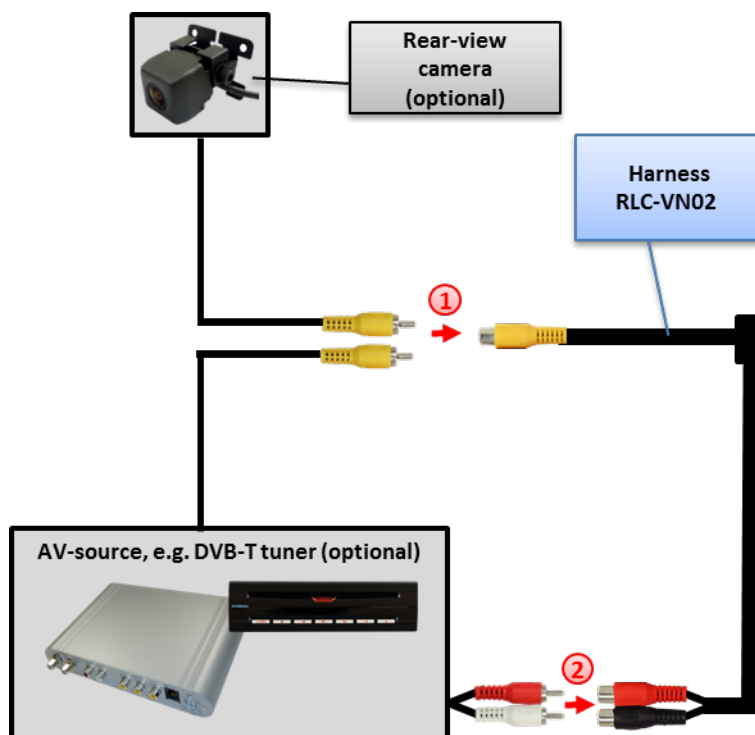 Rear-view
camera
(optional)
Harness
RLC-VN02
1
AV-source, e.g. DVB-T tuner (optional)
2